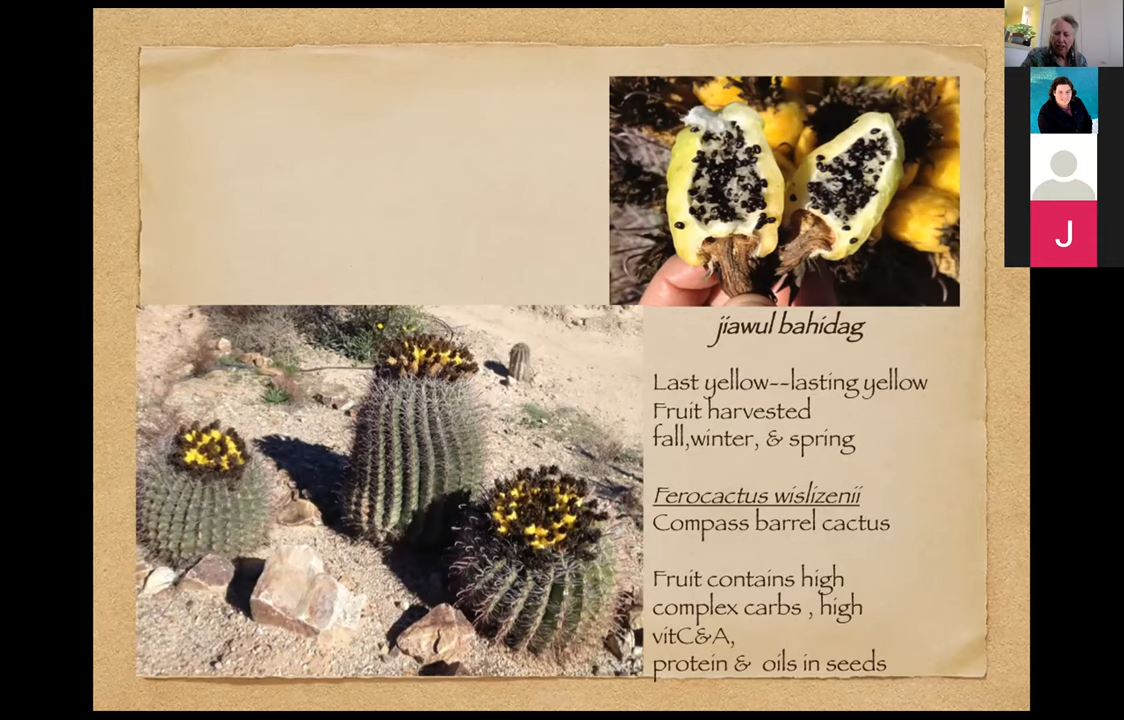 J
jiawul bahidag
Last yellow--lasting yellow
Fruit harvested
fall,winter, & spring
Ferocactus wislizenii
Compass barrel cactus
Fruit contains high
complex carbs , high
vitC&A,
protein & oils in seeds